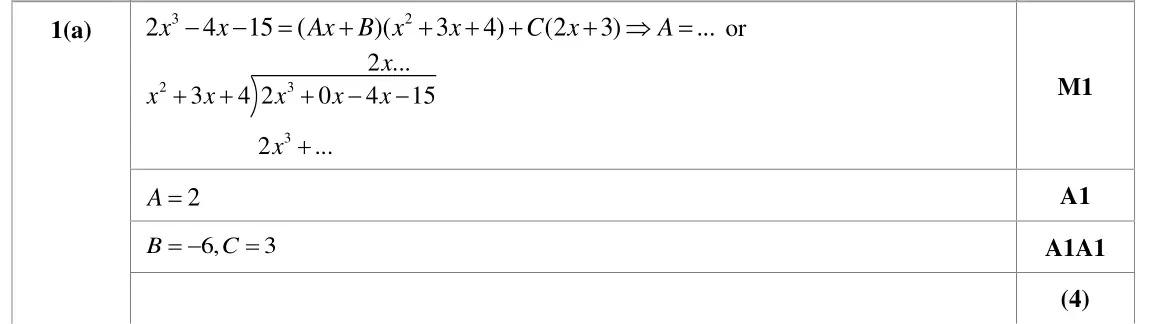 1(a)
2x³ − 4x − 15 = (Ax + B)(x² + 3x + 4) + C(2x + 3) ⇒ A = ... or
2x...
x² + 3x + 4)2x³ + 0x − 4x − 15
2x³ + ...
M1
A = 2
A1
B = −6, C = 3
A1A1
(4)